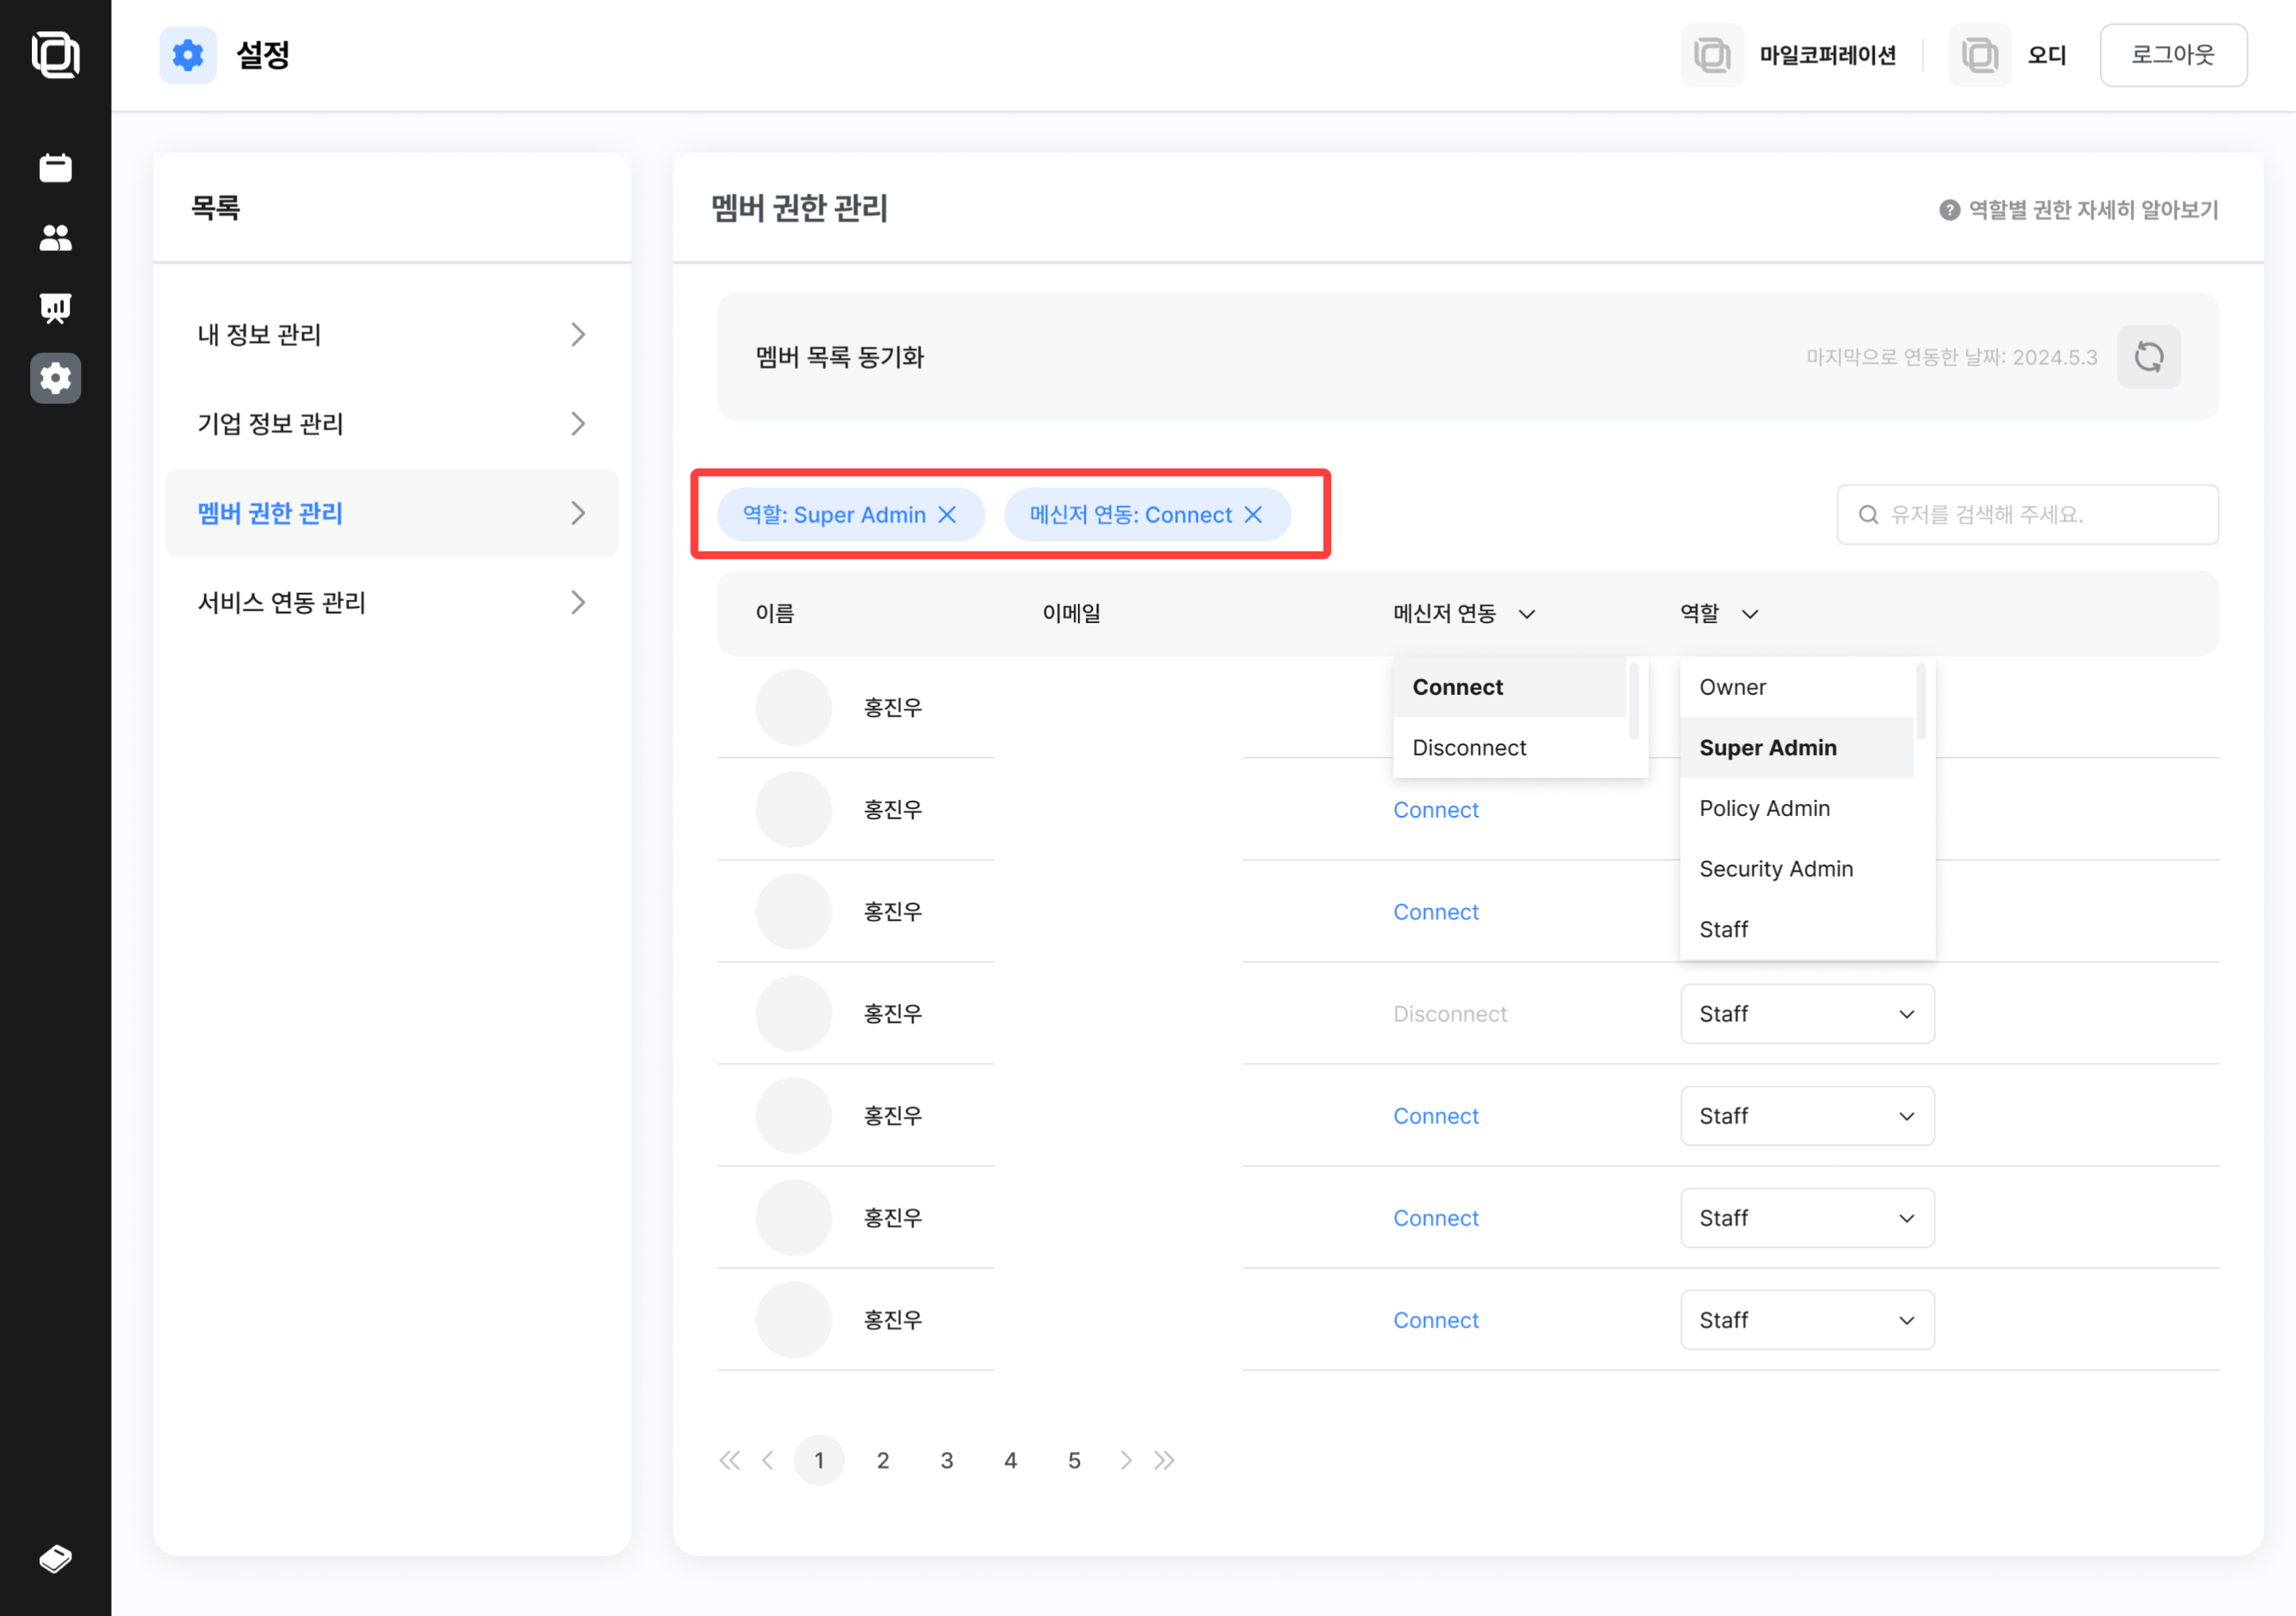 설정
마일코퍼레이션
오디
로그아웃
목록
내 정보 관리
기업 정보 관리
멤버 권한 관리
서비스 연동 관리
멤버 권한 관리
역할별 권한 자세히 알아보기
멤버 목록 동기화
마지막으로 연동한 날짜: 2024.5.3
역할: Super Admin
메신저 연동: Connect
유저를 검색해 주세요.
이름 이메일 메신저 연동 역할
홍진우
Connect
Disconnect
Owner
Super Admin
Policy Admin
Security Admin
Staff
홍진우 Connect
홍진우 Connect
홍진우 Disconnect Staff
홍진우 Connect Staff
홍진우 Connect Staff
홍진우 Connect Staff
1 2 3 4 5